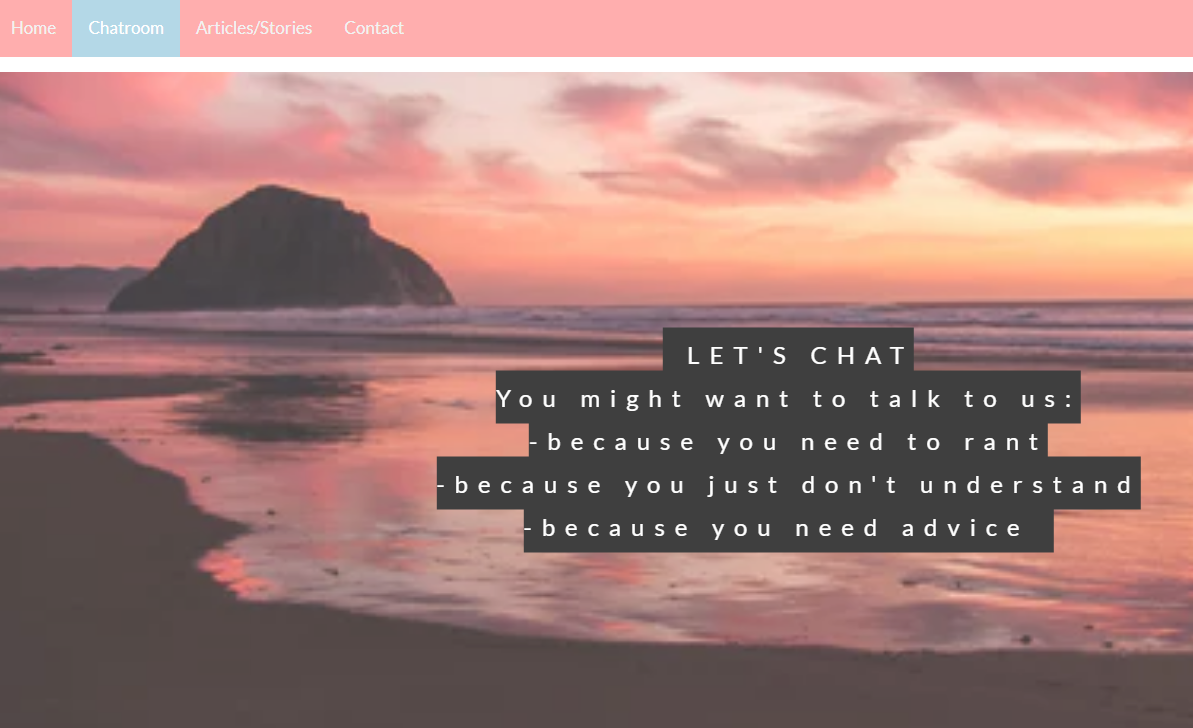 Home Chatroom Articles/Stories Contact
LET'S CHAT
You might want to talk to us:
-because you need to rant
-because you just don't understand
-because you need advice